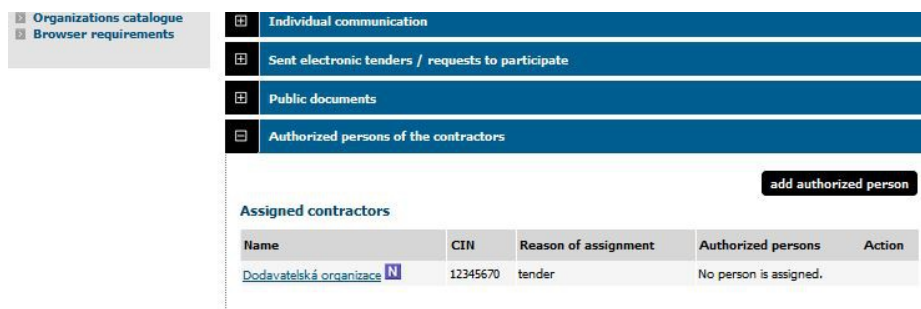 Organizations catalogue
Browser requirements
Individual communication
Sent electronic tenders / requests to participate
Public documents
Authorized persons of the contractors
add authorized person
Assigned contractors
Name CIN Reason of assignment Authorized persons Action
Dodavatelská organizace N 12345670 tender No person is assigned.